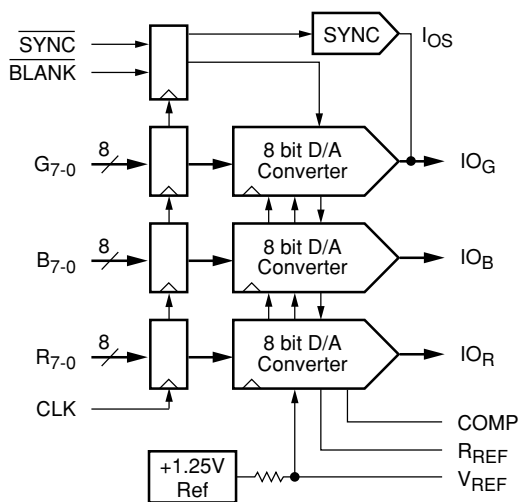 SYNC
SYNC
IOS
BLANK
8
G7-0
8 bit D/A
Converter
IOG
8
B7-0
8 bit D/A
Converter
IOB
8
R7-0
8 bit D/A
Converter
IOR
CLK
COMP
RREF
+1.25V
Ref
VREF